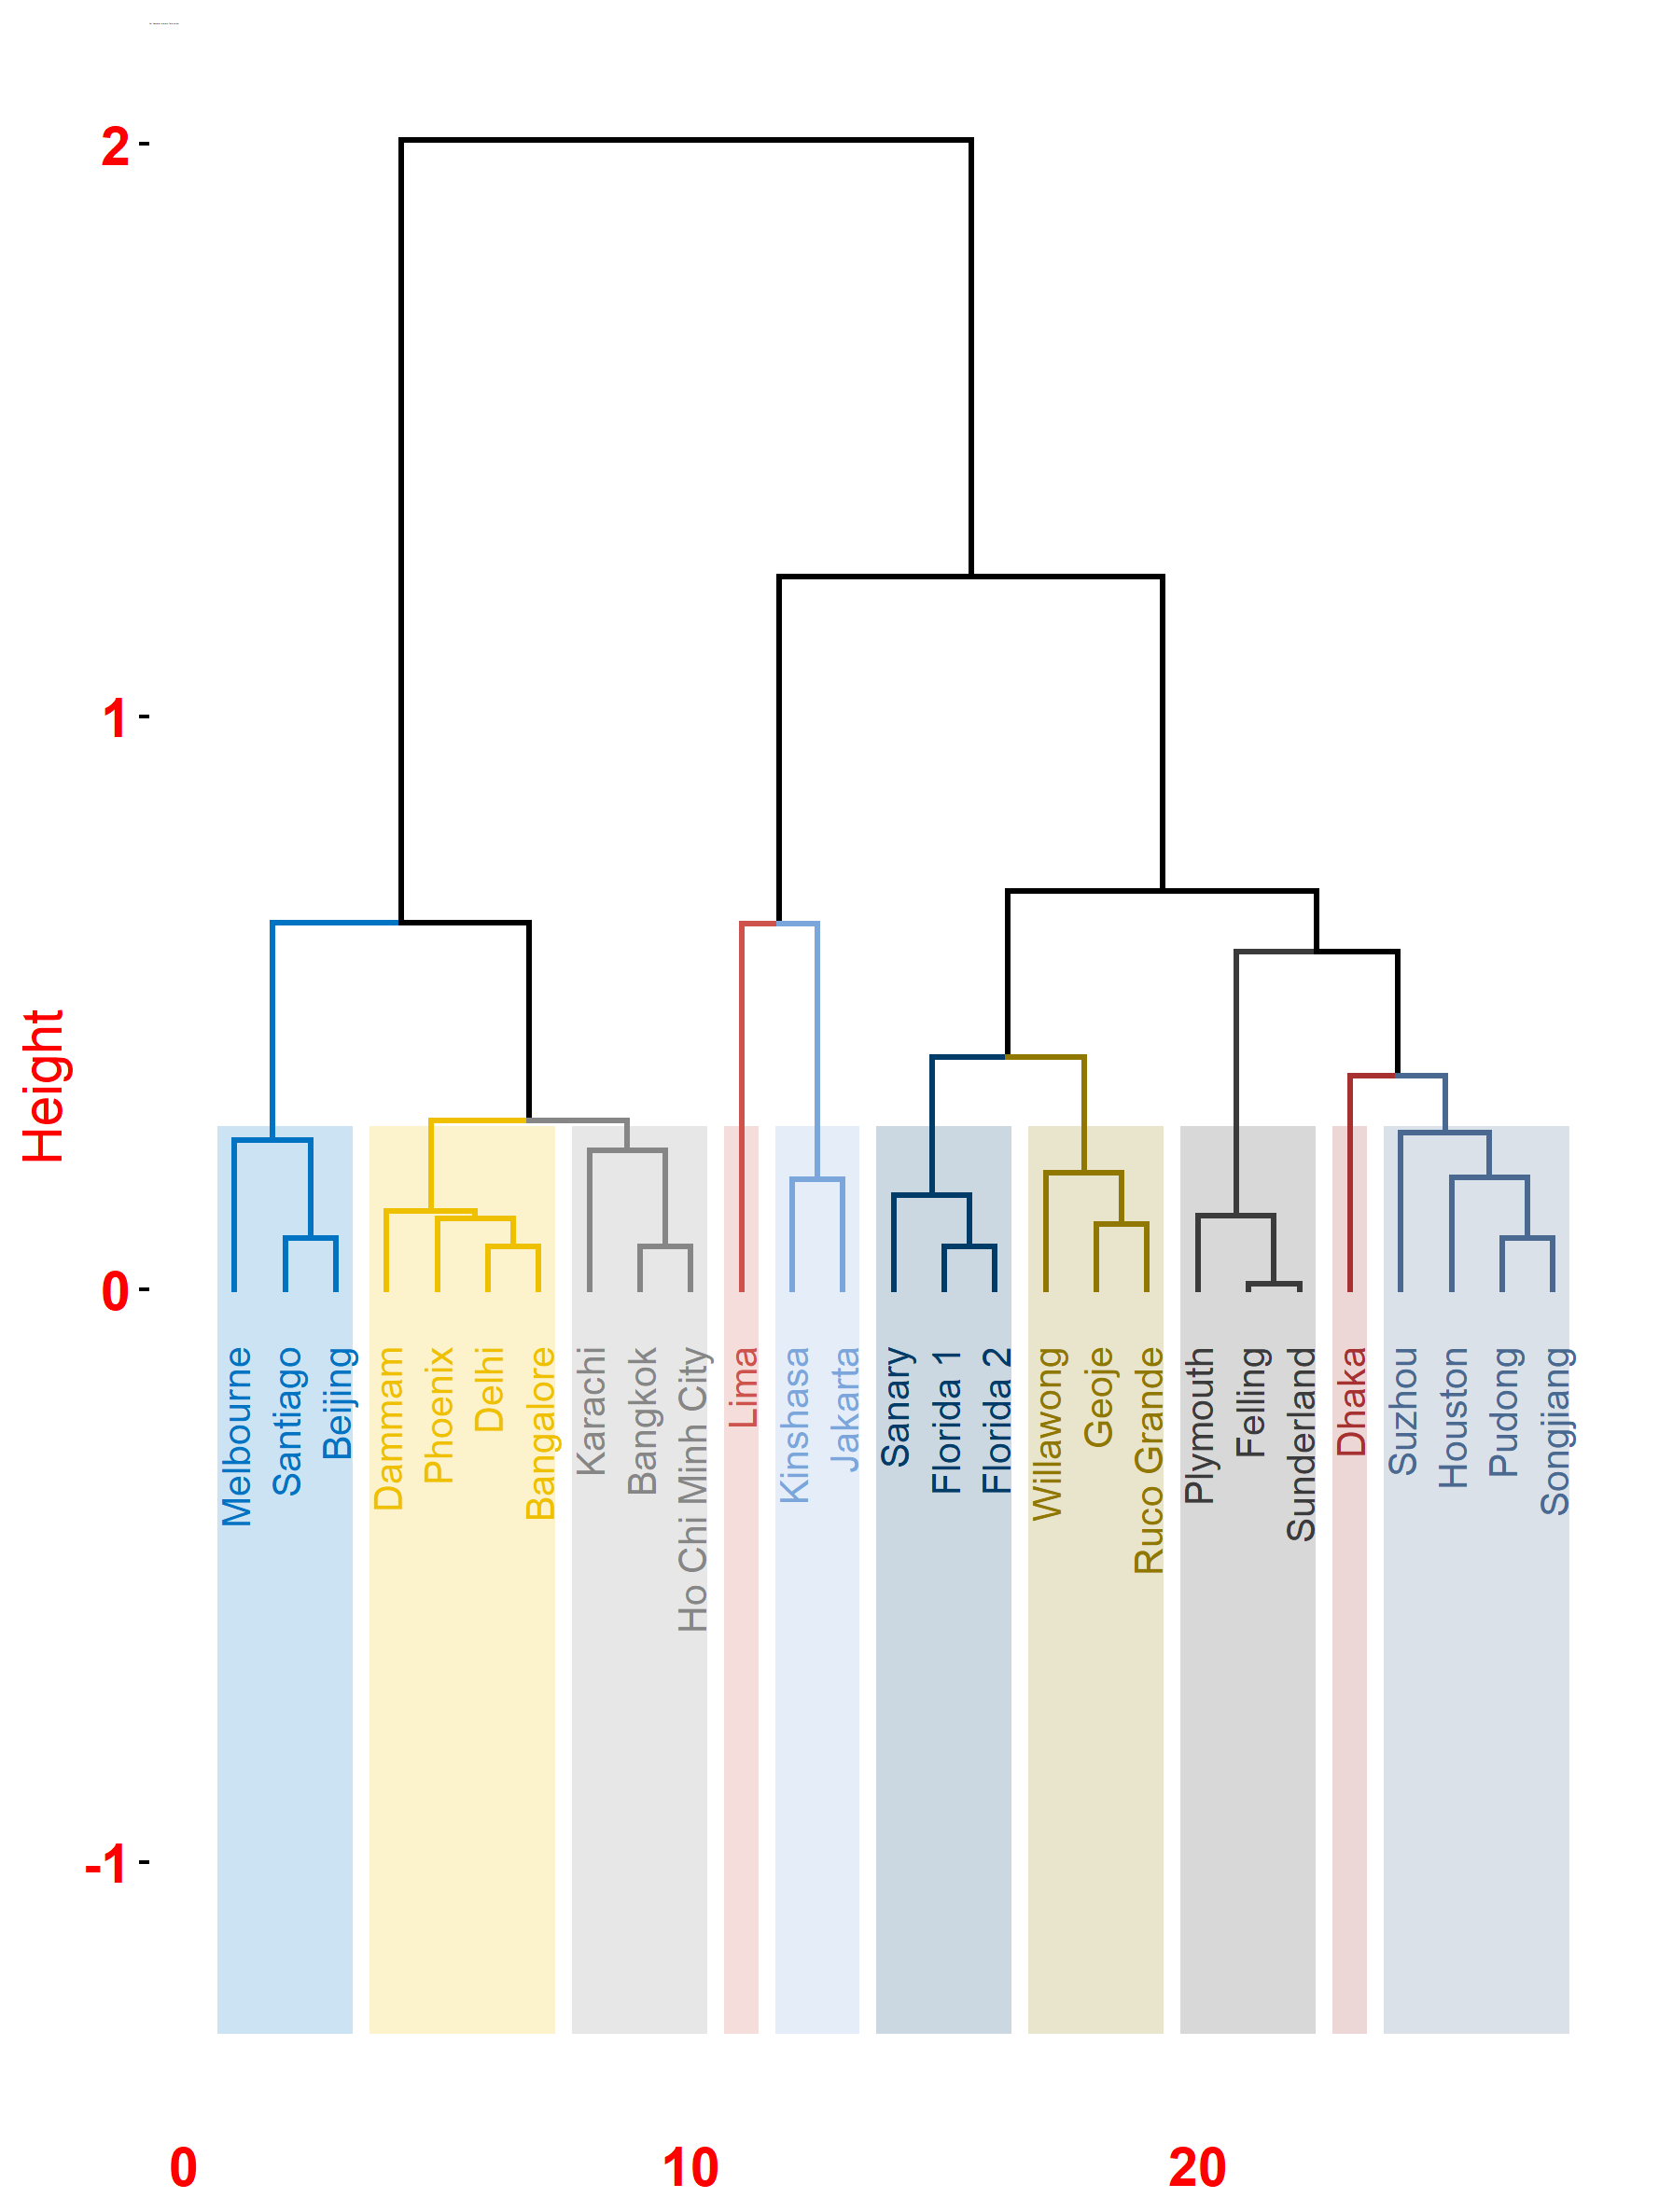 2
1
0
-1
Height
Melbourne
Santiago
Beijing
Dammam
Phoenix
Delhi
Bangalore
Karachi
Bangkok
Ho Chi Minh City
Lima
Kinshasa
Jakarta
Sanary
Florida 1
Florida 2
Willawong
Geoje
Ruco Grande
Plymouth
Felling
Sunderland
Dhaka
Suzhou
Houston
Pudong
Songjiang
0
10
20